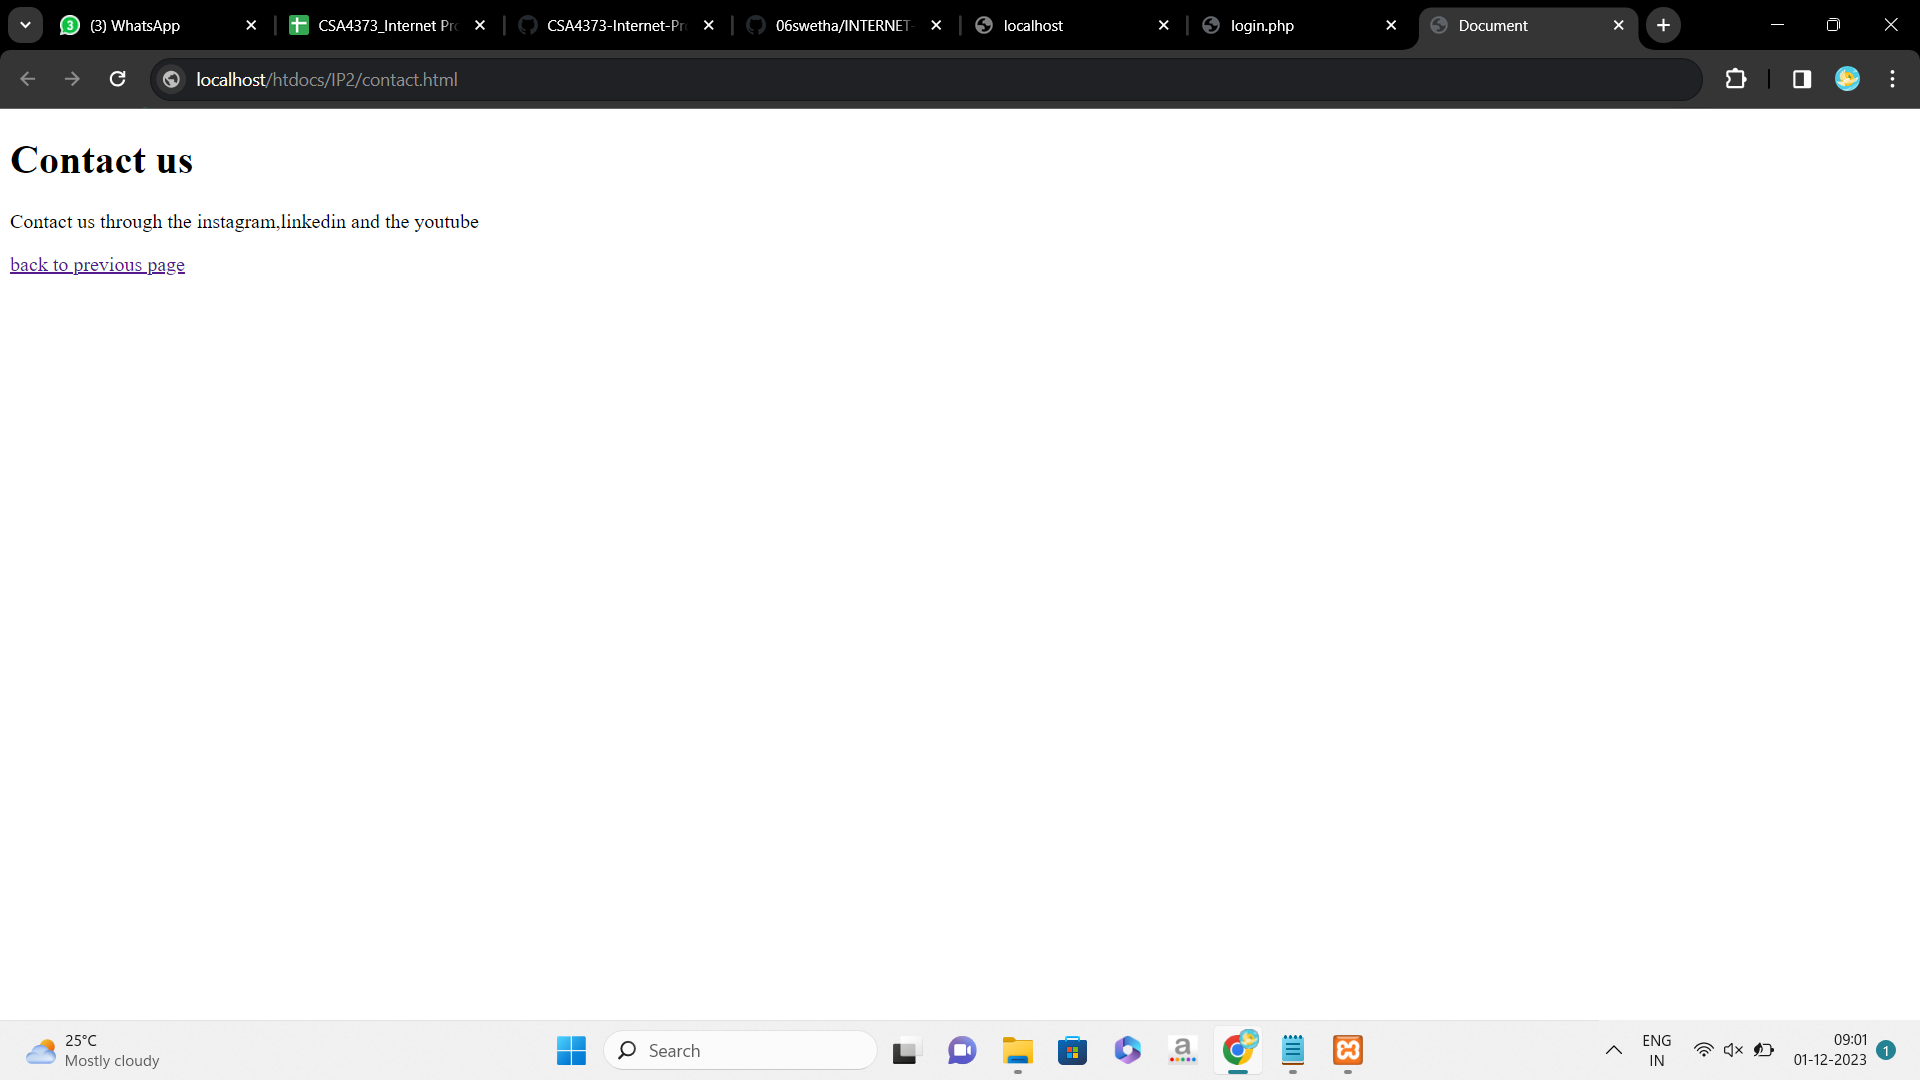 (3) WhatsApp
CSA4373_Internet Pr
CSA4373-Internet-Pr
06swetha/INTERNET-
localhost
login.php
Document
localhost/htdocs/IP2/contact.html
Contact us
Contact us through the instagram,linkedin and the youtube
back to previous page
25°C
Mostly cloudy
Search
ENG
IN
09:01
01-12-2023
1